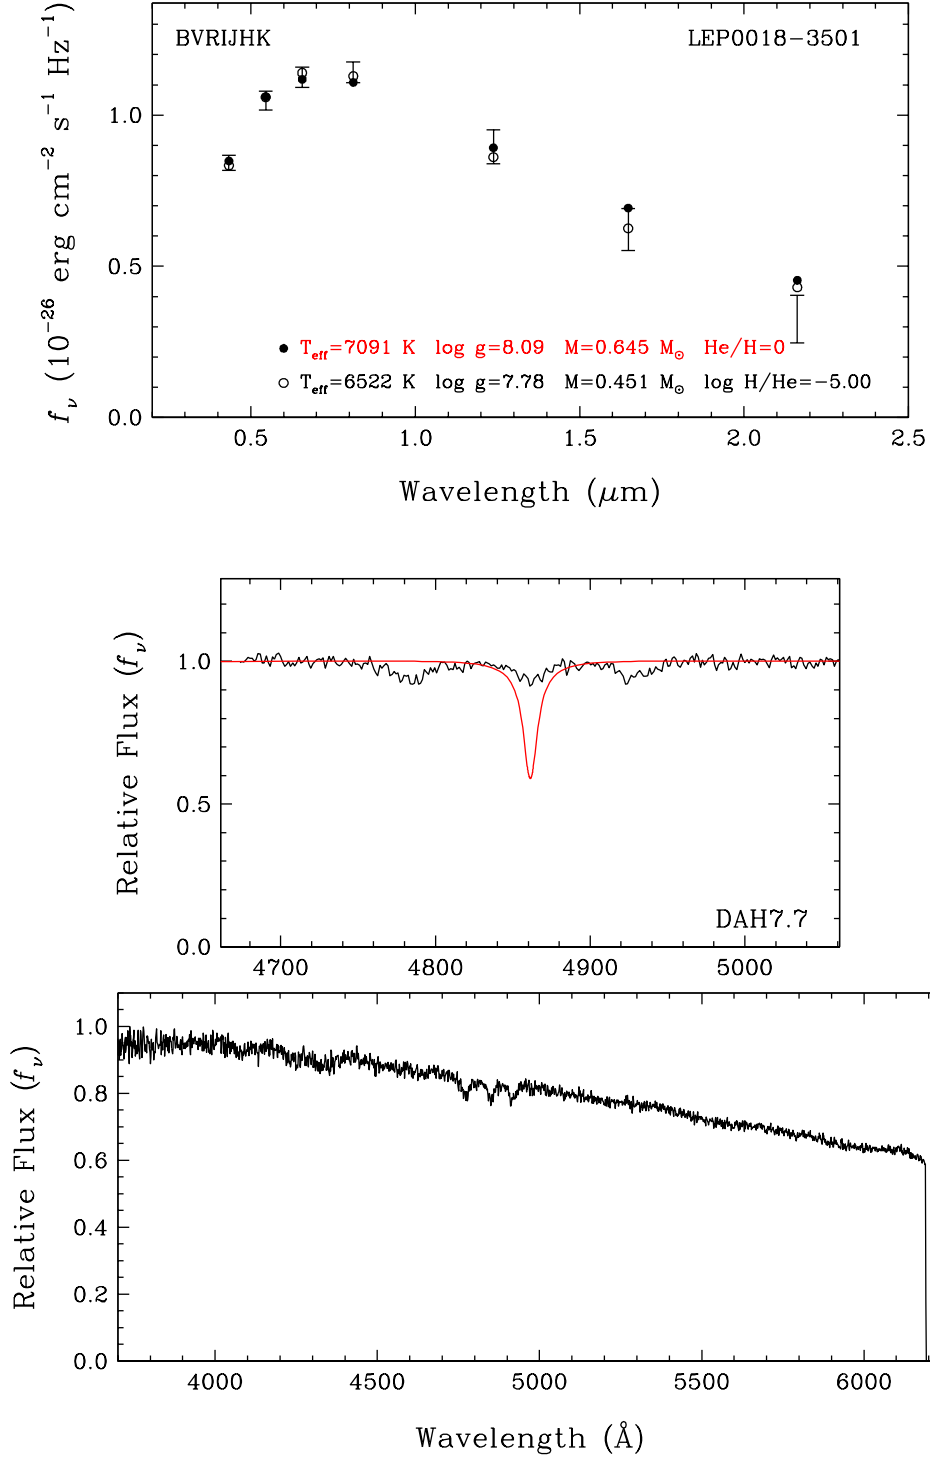 BVRIJHK
LEP0018−3501
f_ν (10^−26 erg cm^−2 s^−1 Hz^−1)
1.0
0.5
0.0
● T_eff=7091 K log g=8.09 M=0.645 M_⊙ He/H=0
○ T_eff=6522 K log g=7.78 M=0.451 M_⊙ log H/He=−5.00
0.5 1.0 1.5 2.0 2.5
Wavelength (μm)
Relative Flux (f_ν)
1.0
0.5
0.0
DAH7.7
4700 4800 4900 5000
Relative Flux (f_ν)
1.0
0.8
0.6
0.4
0.2
0.0
4000 4500 5000 5500 6000
Wavelength (Å)